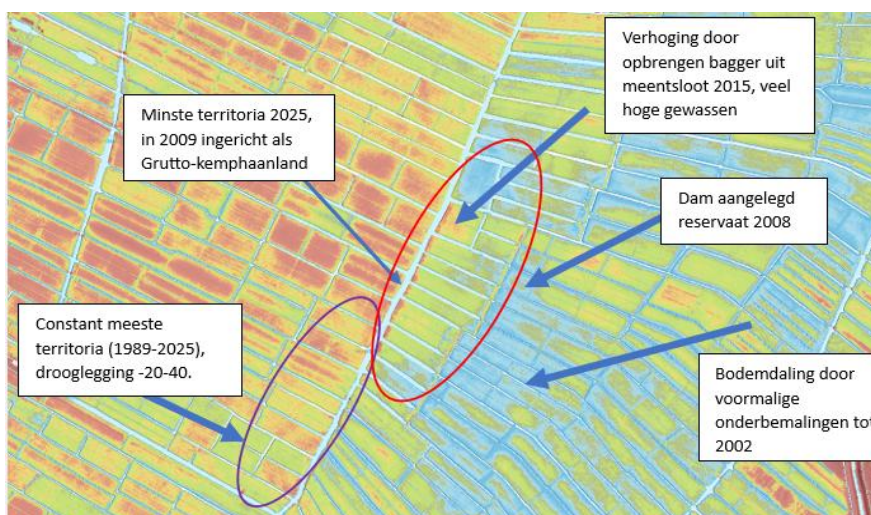 Verhoging door
opbrengen bagger uit
meentsloot 2015, veel
hoge gewassen
Minste territoria 2025,
in 2009 ingericht als
Grutto-kemphaanland
Dam aangelegd
reservaat 2008
Constant meeste
territoria (1989-2025),
drooglegging -20-40.
Bodemdaling door
voormalige
onderbemalingen tot
2002